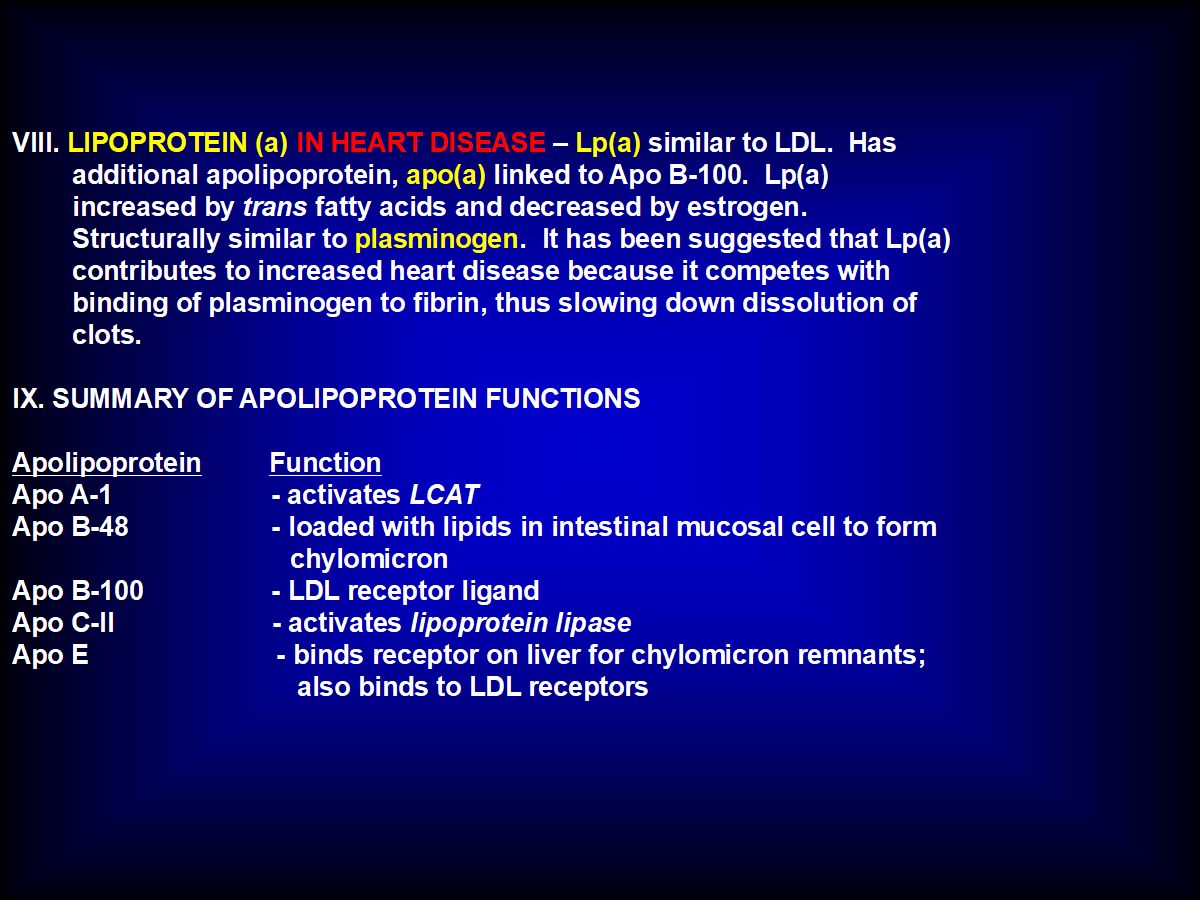 VIII. LIPOPROTEIN (a) IN HEART DISEASE – Lp(a) similar to LDL. Has
additional apolipoprotein, apo(a) linked to Apo B-100. Lp(a)
increased by trans fatty acids and decreased by estrogen.
Structurally similar to plasminogen. It has been suggested that Lp(a)
contributes to increased heart disease because it competes with
binding of plasminogen to fibrin, thus slowing down dissolution of
clots.
IX. SUMMARY OF APOLIPOPROTEIN FUNCTIONS
Apolipoprotein Function
Apo A-1 - activates LCAT
Apo B-48 - loaded with lipids in intestinal mucosal cell to form
chylomicron
Apo B-100 - LDL receptor ligand
Apo C-II - activates lipoprotein lipase
Apo E - binds receptor on liver for chylomicron remnants;
also binds to LDL receptors